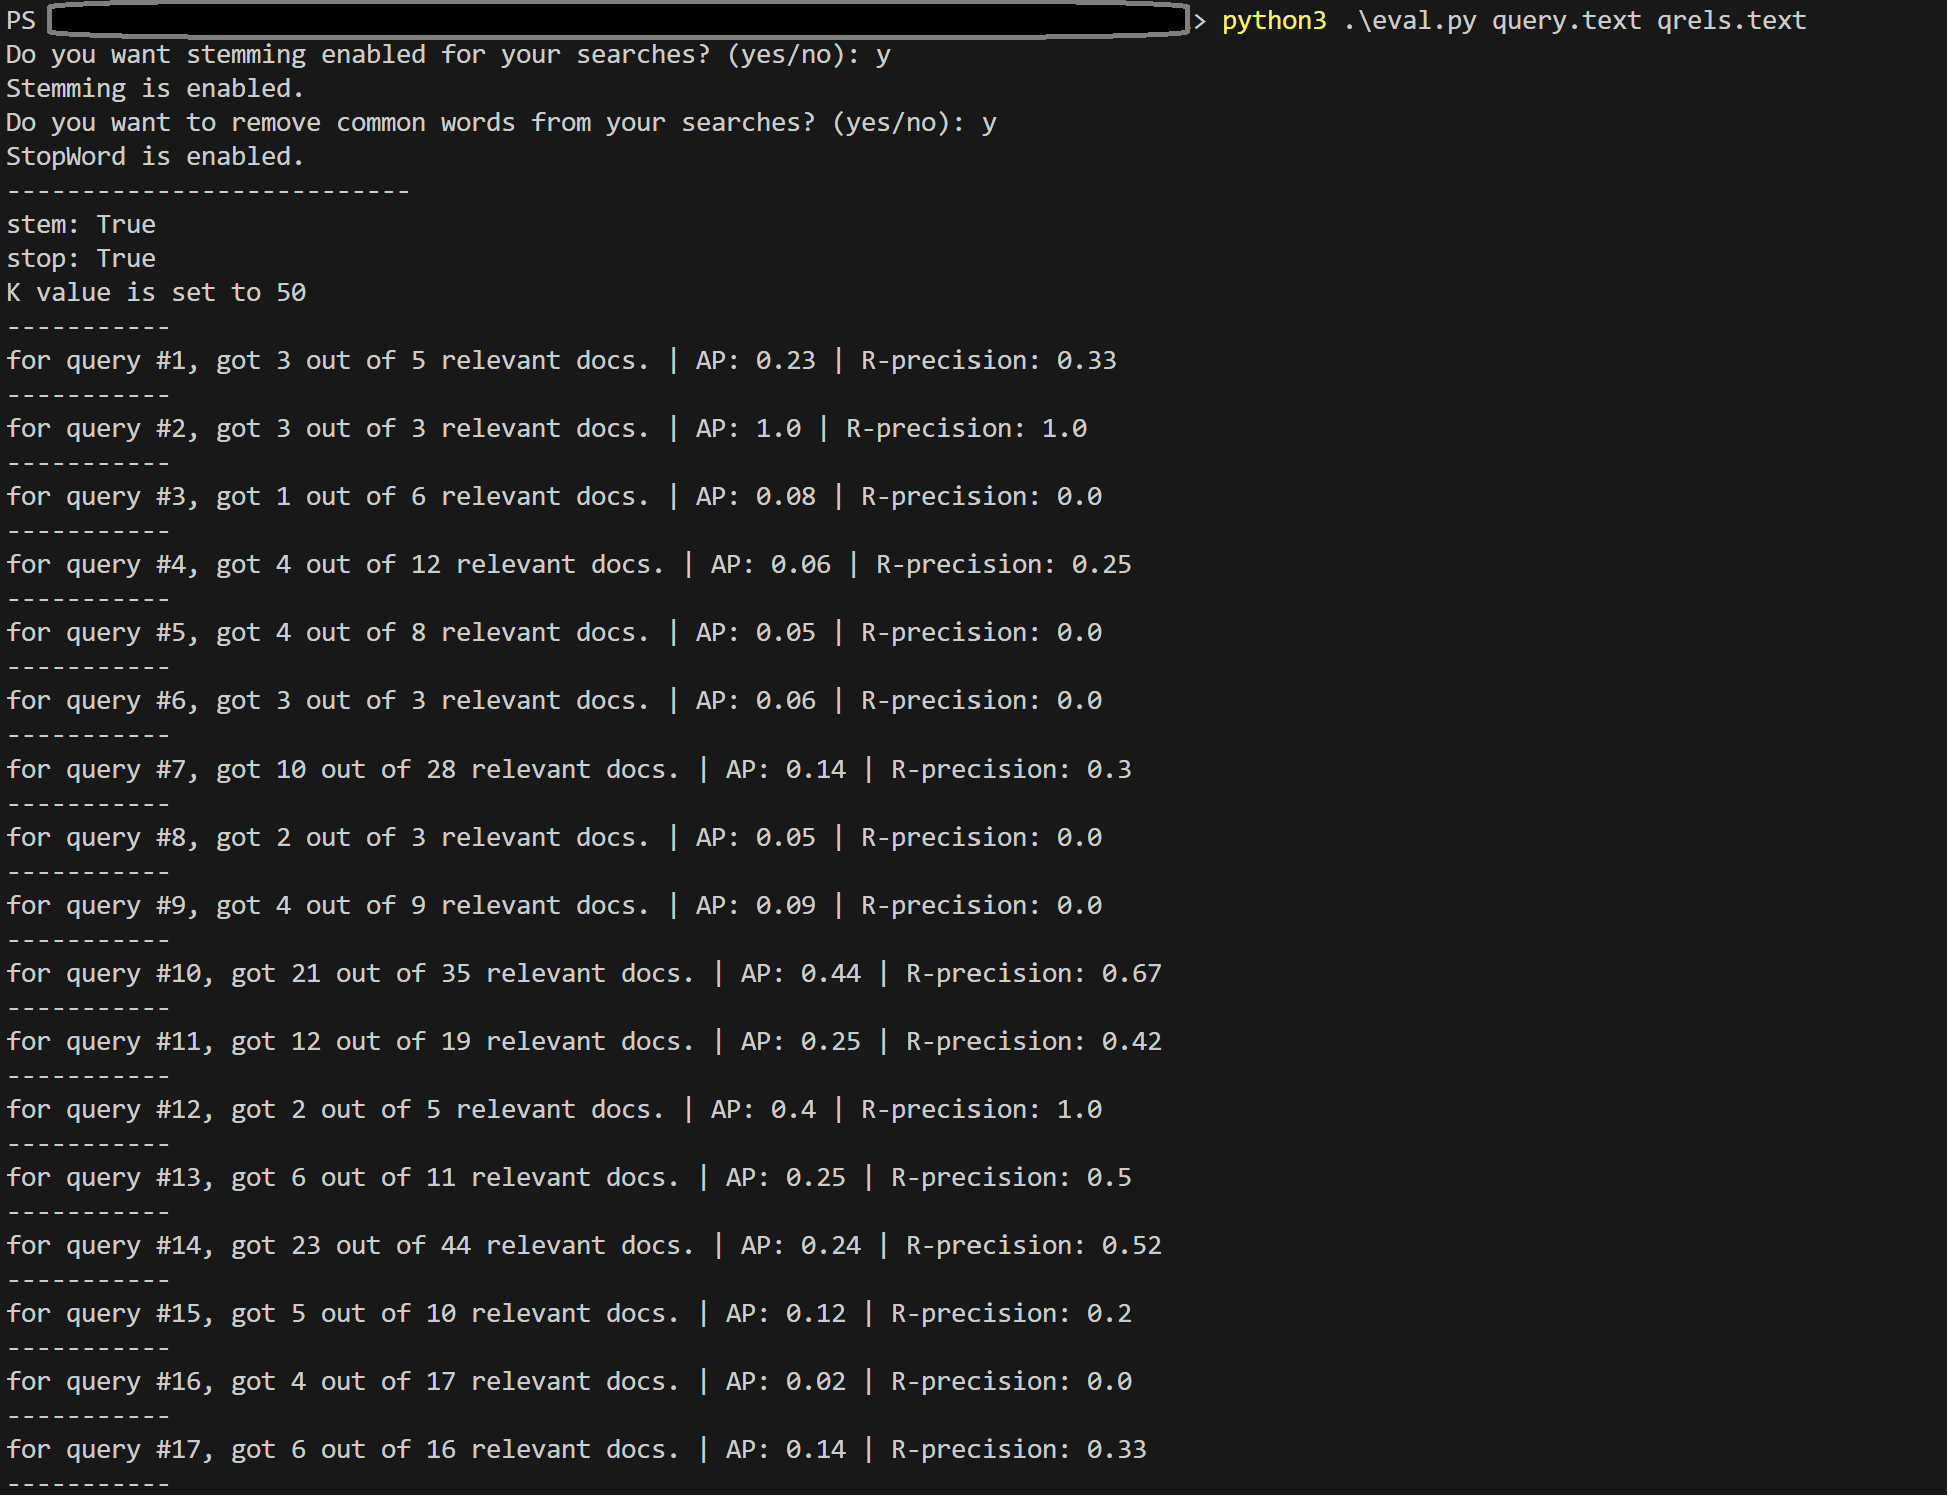 PS > python3 .\eval.py query.text qrels.text
Do you want stemming enabled for your searches? (yes/no): y
Stemming is enabled.
Do you want to remove common words from your searches? (yes/no): y
StopWord is enabled.
---------------------------
stem: True
stop: True
K value is set to 50
-----------
for query #1, got 3 out of 5 relevant docs. | AP: 0.23 | R-precision: 0.33
-----------
for query #2, got 3 out of 3 relevant docs. | AP: 1.0 | R-precision: 1.0
-----------
for query #3, got 1 out of 6 relevant docs. | AP: 0.08 | R-precision: 0.0
-----------
for query #4, got 4 out of 12 relevant docs. | AP: 0.06 | R-precision: 0.25
-----------
for query #5, got 4 out of 8 relevant docs. | AP: 0.05 | R-precision: 0.0
-----------
for query #6, got 3 out of 3 relevant docs. | AP: 0.06 | R-precision: 0.0
-----------
for query #7, got 10 out of 28 relevant docs. | AP: 0.14 | R-precision: 0.3
-----------
for query #8, got 2 out of 3 relevant docs. | AP: 0.05 | R-precision: 0.0
-----------
for query #9, got 4 out of 9 relevant docs. | AP: 0.09 | R-precision: 0.0
-----------
for query #10, got 21 out of 35 relevant docs. | AP: 0.44 | R-precision: 0.67
-----------
for query #11, got 12 out of 19 relevant docs. | AP: 0.25 | R-precision: 0.42
-----------
for query #12, got 2 out of 5 relevant docs. | AP: 0.4 | R-precision: 1.0
-----------
for query #13, got 6 out of 11 relevant docs. | AP: 0.25 | R-precision: 0.5
-----------
for query #14, got 23 out of 44 relevant docs. | AP: 0.24 | R-precision: 0.52
-----------
for query #15, got 5 out of 10 relevant docs. | AP: 0.12 | R-precision: 0.2
-----------
for query #16, got 4 out of 17 relevant docs. | AP: 0.02 | R-precision: 0.0
-----------
for query #17, got 6 out of 16 relevant docs. | AP: 0.14 | R-precision: 0.33
-----------